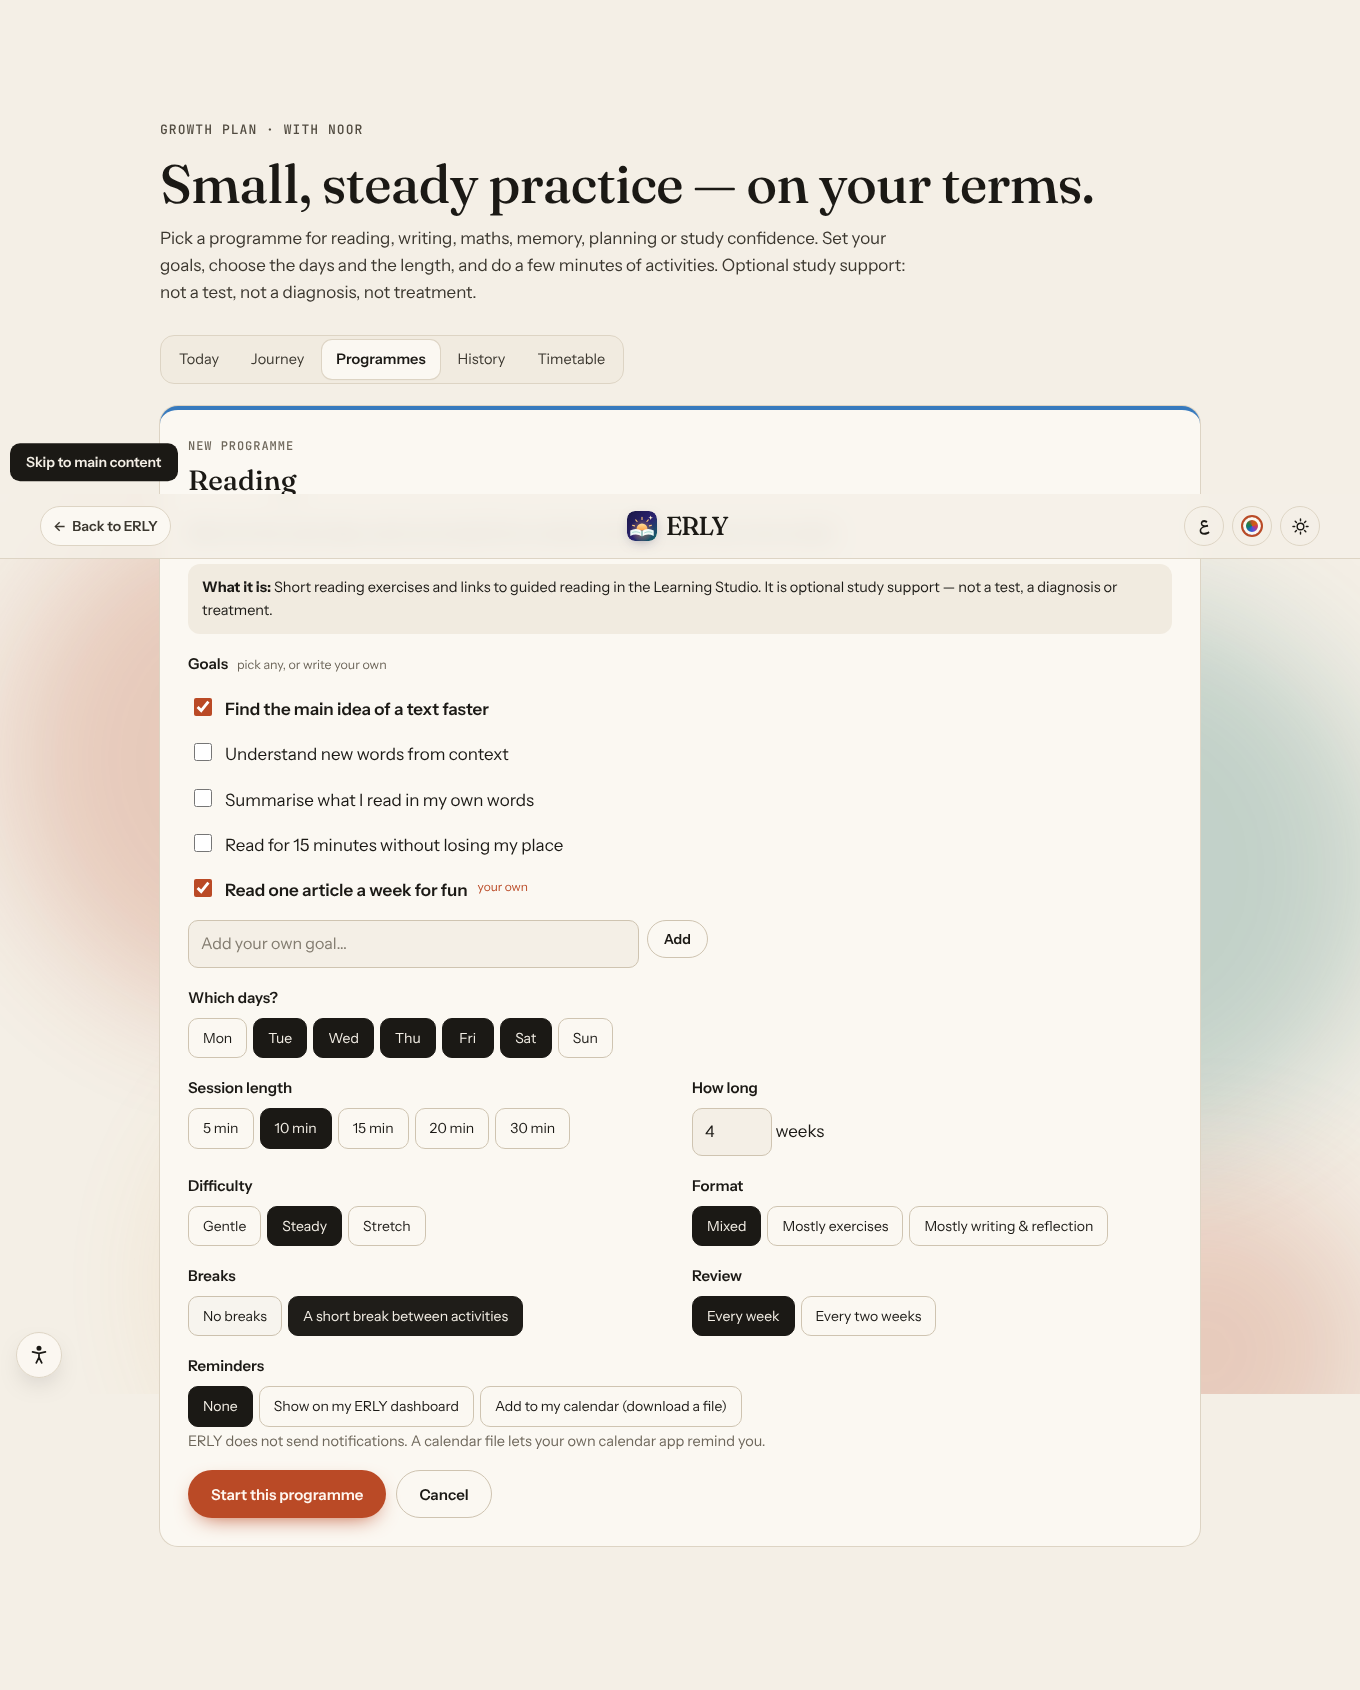 GROWTH PLAN · WITH NOOR
Small, steady practice — on your terms.
Pick a programme for reading, writing, maths, memory, planning or study confidence. Set your
goals, choose the days and the length, and do a few minutes of activities. Optional study support:
not a test, not a diagnosis, not treatment.
Today Journey Programmes History Timetable
NEW PROGRAMME
Skip to main content
Reading
← Back to ERLY
ERLY
ع
What it is: Short reading exercises and links to guided reading in the Learning Studio. It is optional study support — not a test, a diagnosis or
treatment.
Goals pick any, or write your own
Find the main idea of a text faster
Understand new words from context
Summarise what I read in my own words
Read for 15 minutes without losing my place
Read one article a week for fun your own
Add your own goal... Add
Which days?
Mon Tue Wed Thu Fri Sat Sun
Session length
5 min 10 min 15 min 20 min 30 min
How long
4 weeks
Difficulty
Gentle Steady Stretch
Format
Mixed Mostly exercises Mostly writing & reflection
Breaks
No breaks A short break between activities
Review
Every week Every two weeks
Reminders
None Show on my ERLY dashboard Add to my calendar (download a file)
ERLY does not send notifications. A calendar file lets your own calendar app remind you.
Start this programme Cancel